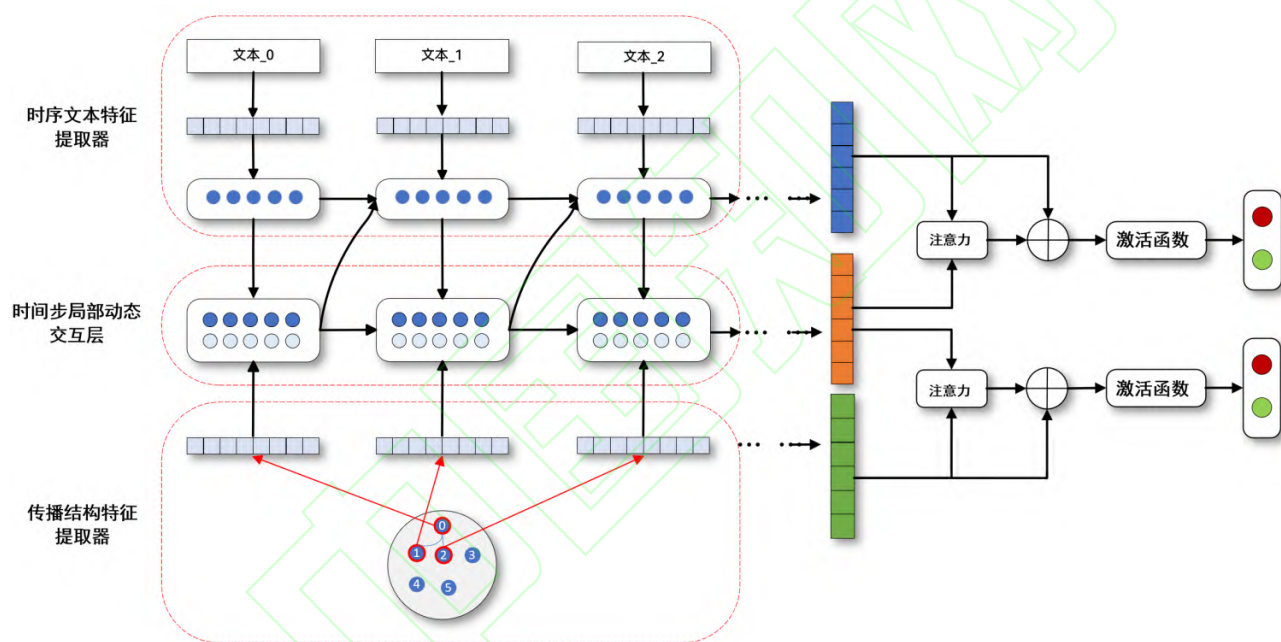 文本_0
文本_1
文本_2
时序文本特征
提取器
注意力
激活函数
时间步局部动态
交互层
注意力
激活函数
传播结构特征
提取器
0
1
2
3
4
5